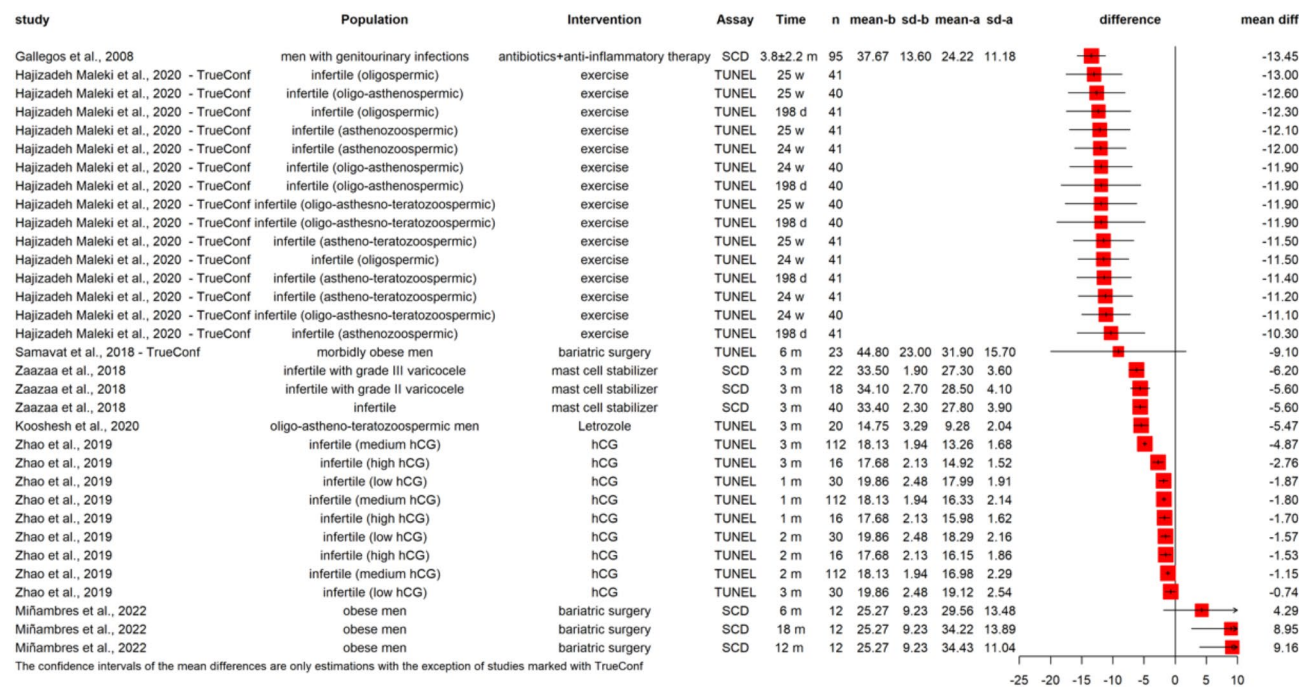 study Population Intervention Assay Time n mean-b sd-b mean-a sd-a difference mean diff
Gallegos et al., 2008 men with genitourinary infections antibiotics+anti-inflammatory therapy SCD 3.8±2.2 m 95 37.67 13.60 24.22 11.18 -13.45
Hajizadeh Maleki et al., 2020 - TrueConf infertile (oligospermic) exercise TUNEL 25 w 41 -13.00
Hajizadeh Maleki et al., 2020 - TrueConf infertile (oligo-asthenospermic) exercise TUNEL 25 w 40 -12.60
Hajizadeh Maleki et al., 2020 - TrueConf infertile (oligospermic) exercise TUNEL 198 d 41 -12.30
Hajizadeh Maleki et al., 2020 - TrueConf infertile (asthenozoospermic) exercise TUNEL 25 w 41 -12.10
Hajizadeh Maleki et al., 2020 - TrueConf infertile (asthenozoospermic) exercise TUNEL 24 w 41 -12.00
Hajizadeh Maleki et al., 2020 - TrueConf infertile (oligo-asthenospermic) exercise TUNEL 24 w 40 -11.90
Hajizadeh Maleki et al., 2020 - TrueConf infertile (oligo-asthenospermic) exercise TUNEL 198 d 40 -11.90
Hajizadeh Maleki et al., 2020 - TrueConf infertile (oligo-asthesno-teratozoospermic) exercise TUNEL 25 w 40 -11.90
Hajizadeh Maleki et al., 2020 - TrueConf infertile (oligo-asthesno-teratozoospermic) exercise TUNEL 198 d 40 -11.90
Hajizadeh Maleki et al., 2020 - TrueConf infertile (astheno-teratozoospermic) exercise TUNEL 25 w 41 -11.50
Hajizadeh Maleki et al., 2020 - TrueConf infertile (oligospermic) exercise TUNEL 24 w 41 -11.50
Hajizadeh Maleki et al., 2020 - TrueConf infertile (astheno-teratozoospermic) exercise TUNEL 198 d 41 -11.40
Hajizadeh Maleki et al., 2020 - TrueConf infertile (astheno-teratozoospermic) exercise TUNEL 24 w 41 -11.20
Hajizadeh Maleki et al., 2020 - TrueConf infertile (oligo-asthesno-teratozoospermic) exercise TUNEL 24 w 40 -11.10
Hajizadeh Maleki et al., 2020 - TrueConf infertile (asthenozoospermic) exercise TUNEL 198 d 41 -10.30
Samavat et al., 2018 - TrueConf morbidly obese men bariatric surgery TUNEL 6 m 23 44.80 23.00 31.90 15.70 -9.10
Zaazaa et al., 2018 infertile with grade III varicocele mast cell stabilizer SCD 3 m 22 33.50 1.90 27.30 3.60 -6.20
Zaazaa et al., 2018 infertile with grade II varicocele mast cell stabilizer SCD 3 m 18 34.10 2.70 28.50 4.10 -5.60
Zaazaa et al., 2018 infertile mast cell stabilizer SCD 3 m 40 33.40 2.30 27.80 3.90 -5.60
Kooshesh et al., 2020 oligo-astheno-teratozoospermic men Letrozole TUNEL 3 m 20 14.75 3.29 9.28 2.04 -5.47
Zhao et al., 2019 infertile (medium hCG) hCG TUNEL 3 m 112 18.13 1.94 13.26 1.68 -4.87
Zhao et al., 2019 infertile (high hCG) hCG TUNEL 3 m 16 17.68 2.13 14.92 1.52 -2.76
Zhao et al., 2019 infertile (low hCG) hCG TUNEL 1 m 30 19.86 2.48 17.99 1.91 -1.87
Zhao et al., 2019 infertile (medium hCG) hCG TUNEL 1 m 112 18.13 1.94 16.33 2.14 -1.80
Zhao et al., 2019 infertile (high hCG) hCG TUNEL 1 m 16 17.68 2.13 15.98 1.62 -1.70
Zhao et al., 2019 infertile (low hCG) hCG TUNEL 2 m 30 19.86 2.48 18.29 2.16 -1.57
Zhao et al., 2019 infertile (high hCG) hCG TUNEL 2 m 16 17.68 2.13 16.15 1.86 -1.53
Zhao et al., 2019 infertile (medium hCG) hCG TUNEL 2 m 112 18.13 1.94 16.98 2.29 -1.15
Zhao et al., 2019 infertile (low hCG) hCG TUNEL 3 m 30 19.86 2.48 19.12 2.54 -0.74
Miñambres et al., 2022 obese men bariatric surgery SCD 6 m 12 25.27 9.23 29.56 13.48 4.29
Miñambres et al., 2022 obese men bariatric surgery SCD 18 m 12 25.27 9.23 34.22 13.89 8.95
Miñambres et al., 2022 obese men bariatric surgery SCD 12 m 12 25.27 9.23 34.43 11.04 9.16
The confidence intervals of the mean differences are only estimations with the exception of studies marked with TrueConf
-25 -20 -15 -10 -5 0 5 10